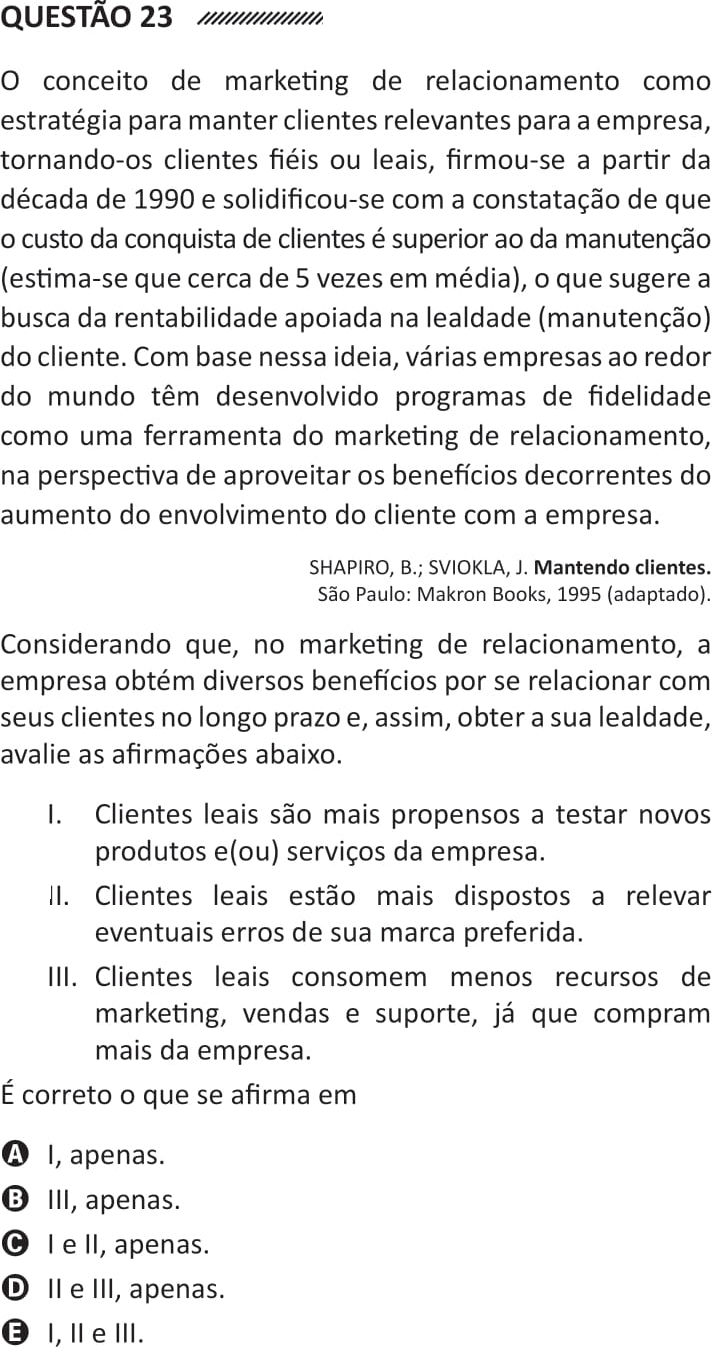 QUESTÃO 23
O conceito de marketing de relacionamento como
estratégia para manter clientes relevantes para a empresa,
tornando-os clientes fiéis ou leais, firmou-se a partir da
década de 1990 e solidificou-se com a constatação de que
o custo da conquista de clientes é superior ao da manutenção
(estima-se que cerca de 5 vezes em média), o que sugere a
busca da rentabilidade apoiada na lealdade (manutenção)
do cliente. Com base nessa ideia, várias empresas ao redor
do mundo têm desenvolvido programas de fidelidade
como uma ferramenta do marketing de relacionamento,
na perspectiva de aproveitar os benefícios decorrentes do
aumento do envolvimento do cliente com a empresa.
SHAPIRO, B.; SVIOKLA, J. Mantendo clientes.
São Paulo: Makron Books, 1995 (adaptado).
Considerando que, no marketing de relacionamento, a
empresa obtém diversos benefícios por se relacionar com
seus clientes no longo prazo e, assim, obter a sua lealdade,
avalie as afirmações abaixo.
I. Clientes leais são mais propensos a testar novos
produtos e(ou) serviços da empresa.
II. Clientes leais estão mais dispostos a relevar
eventuais erros de sua marca preferida.
III. Clientes leais consomem menos recursos de
marketing, vendas e suporte, já que compram
mais da empresa.
É correto o que se afirma em
A I, apenas.
B III, apenas.
C I e II, apenas.
D II e III, apenas.
E I, II e III.